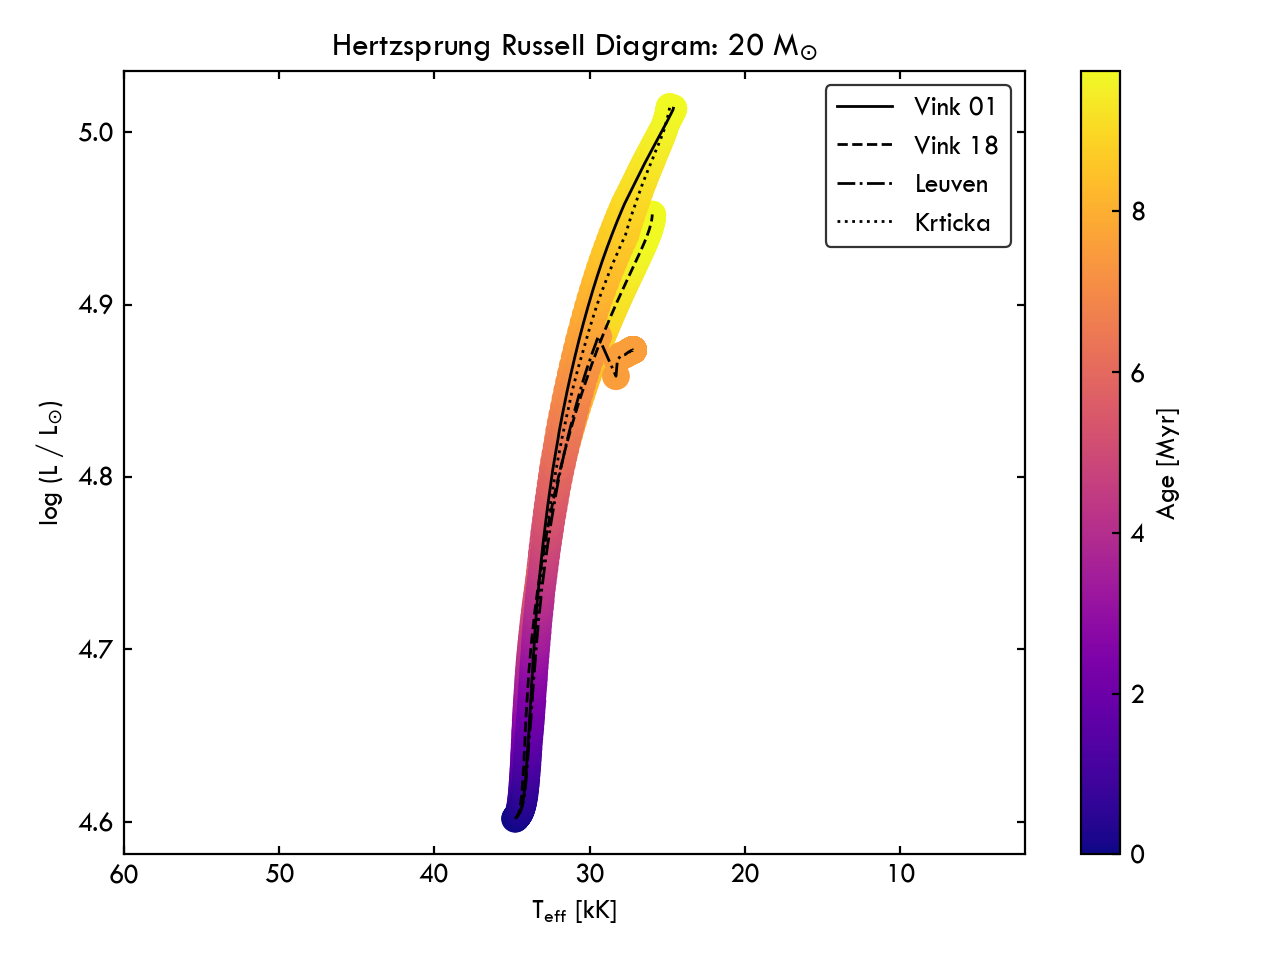 Hertzsprung Russell Diagram: 20 M☉
Vink 01
Vink 18
Leuven
Krticka
5.0
4.9
4.8
4.7
4.6
log (L / L☉)
60
50
40
30
20
10
T_eff [kK]
8
6
4
2
0
Age [Myr]